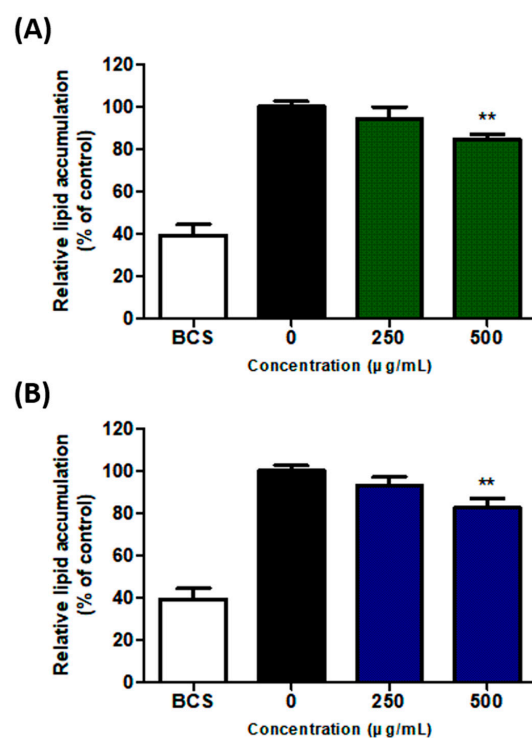 (A)
Relative lipid accumulation
(% of control)
120
100
80
60
40
20
0
**
BCS 0 250 500
Concentration (µg/mL)
(B)
Relative lipid accumulation
(% of control)
120
100
80
60
40
20
0
**
BCS 0 250 500
Concentration (µg/mL)